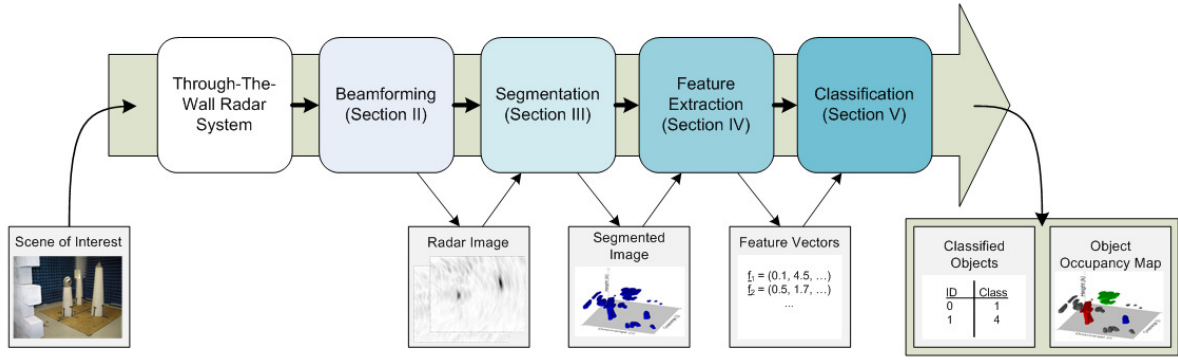 Through-The-
Wall Radar
System
Beamforming
(Section II)
Segmentation
(Section III)
Feature
Extraction
(Section IV)
Classification
(Section V)
Scene of Interest
Radar Image
Segmented
Image
Feature Vectors
f1 = (0.1, 4.5, ...)
f2 = (0.5, 1.7, ...)
...
Classified
Objects
ID Class
0 1
1 4
Object
Occupancy Map